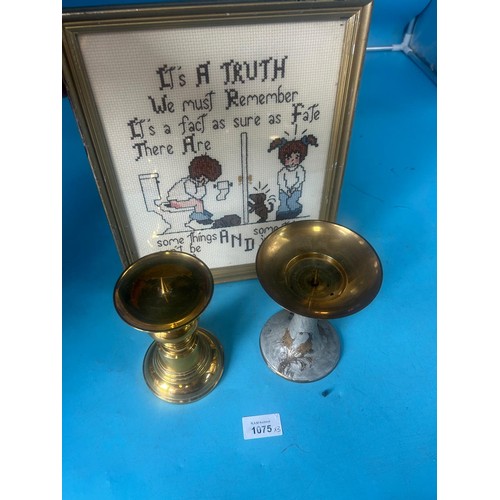 It's A TRUTH
We must Remember
It's a fact as sure as Fate
There Are
some things AND some
be
1075